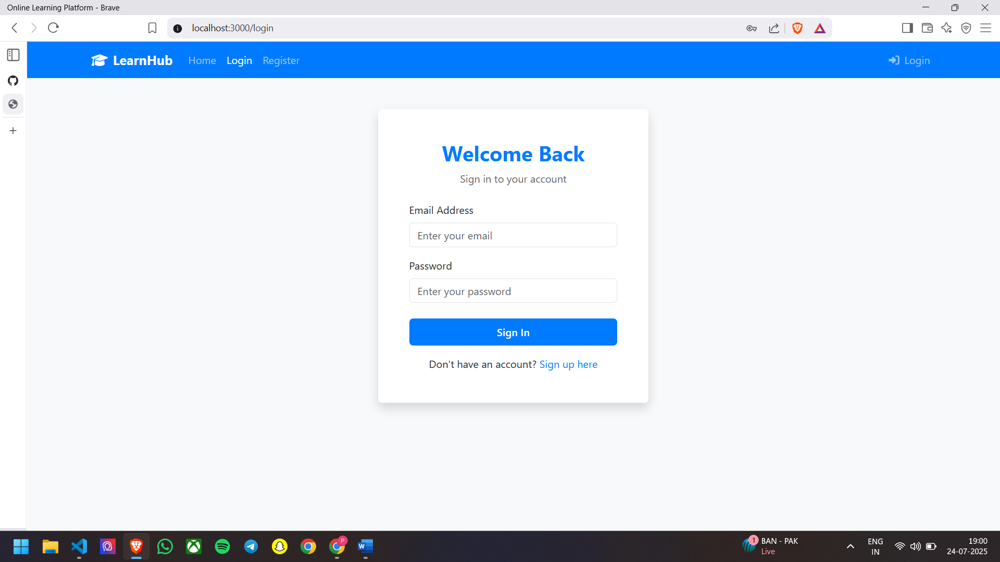 Online Learning Platform - Brave
localhost:3000/login
LearnHub
Home
Login
Register
Login
Welcome Back
Sign in to your account
Email Address
Enter your email
Password
Enter your password
Sign In
Don't have an account? Sign up here
P
W
1
BAN - PAK
Live
ENG
IN
19:00
24-07-2025